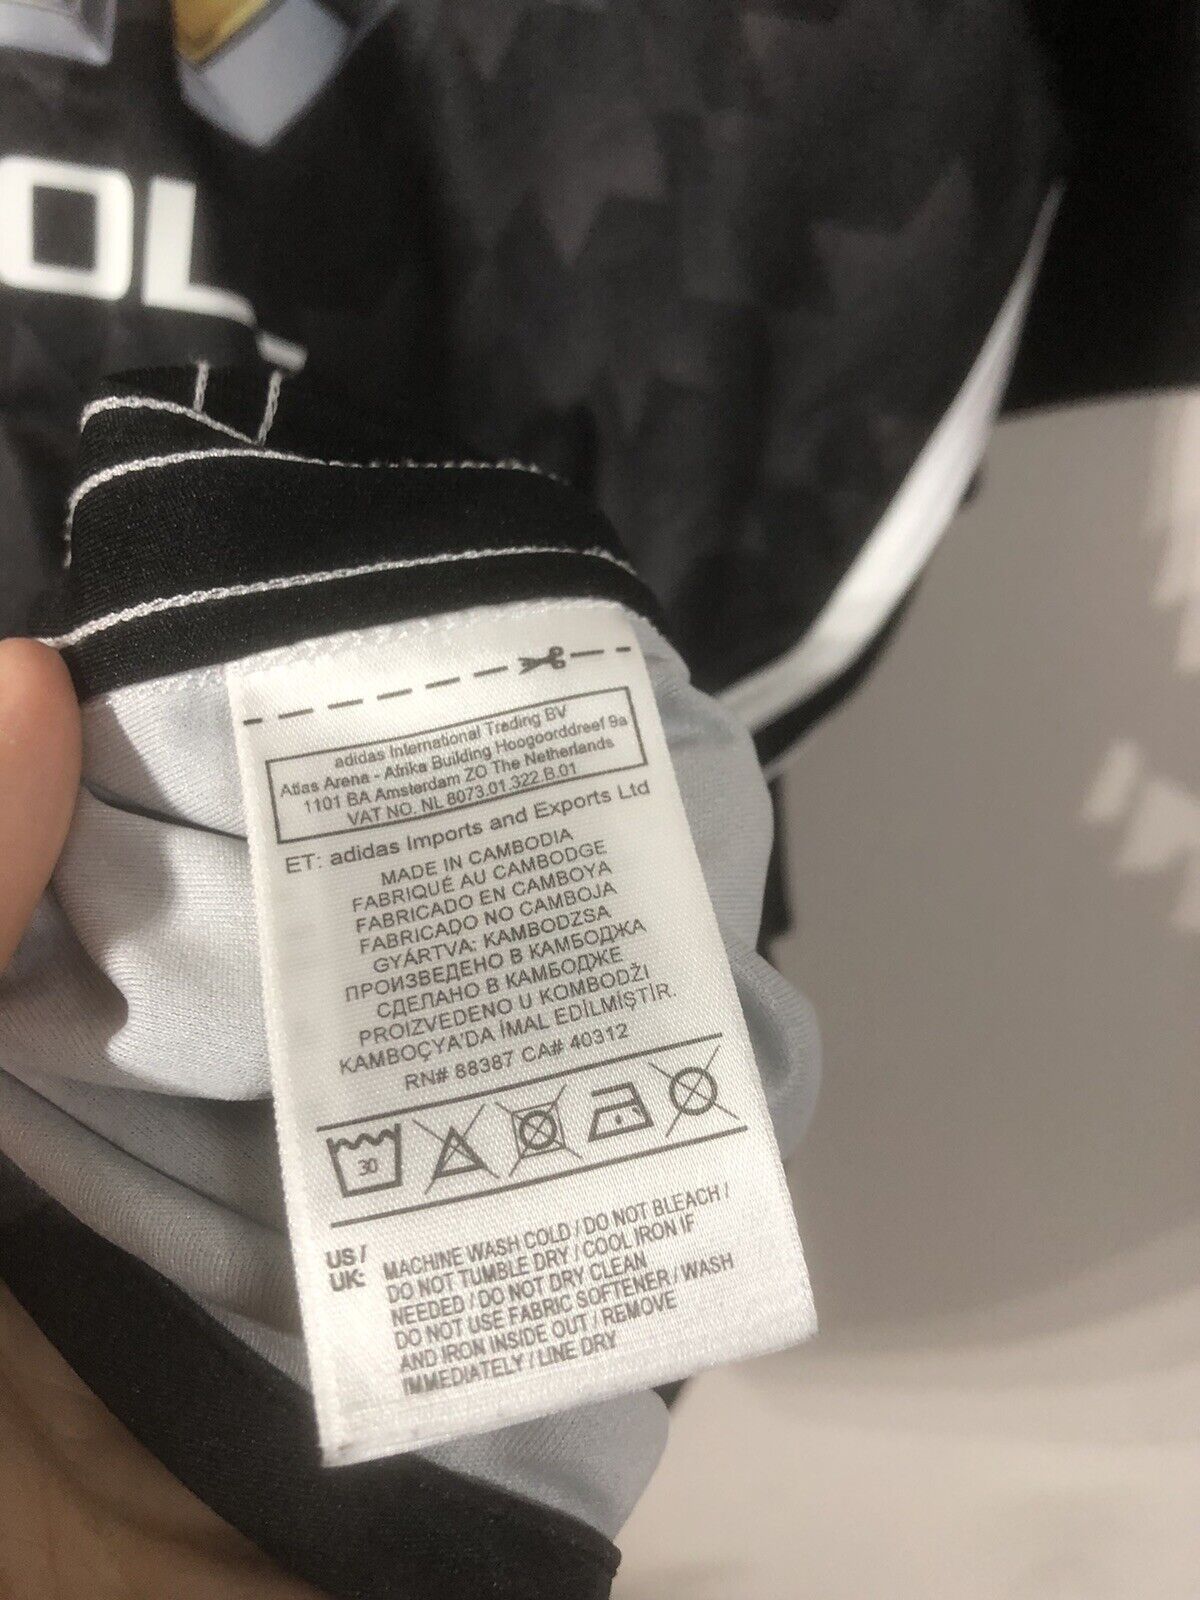 OL
adidas International Trading BV
Atlas Arena - Afrika Building Hoogoorddreef 9a
1101 BA Amsterdam ZO The Netherlands
VAT NO. NL 8073.01.322.B.01
ET: adidas Imports and Exports Ltd
MADE IN CAMBODIA
FABRIQUÉ AU CAMBODGE
FABRICADO EN CAMBOYA
FABRICADO NO CAMBOJA
GYÁRTVA: KAMBODZSA
ПРОИЗВЕДЕНО В КАМБОДЖА
СДЕЛАНО В КАМБОДЖЕ
PROIZVEDENO U KOMBODŽI
KAMBOÇYA'DA İMAL EDİLMİŞTİR.
RN# 88387 CA# 40312
30
US / UK: MACHINE WASH COLD / DO NOT BLEACH /
DO NOT TUMBLE DRY / COOL IRON IF
NEEDED / DO NOT DRY CLEAN
DO NOT USE FABRIC SOFTENER / WASH
AND IRON INSIDE OUT / REMOVE
IMMEDIATELY / LINE DRY